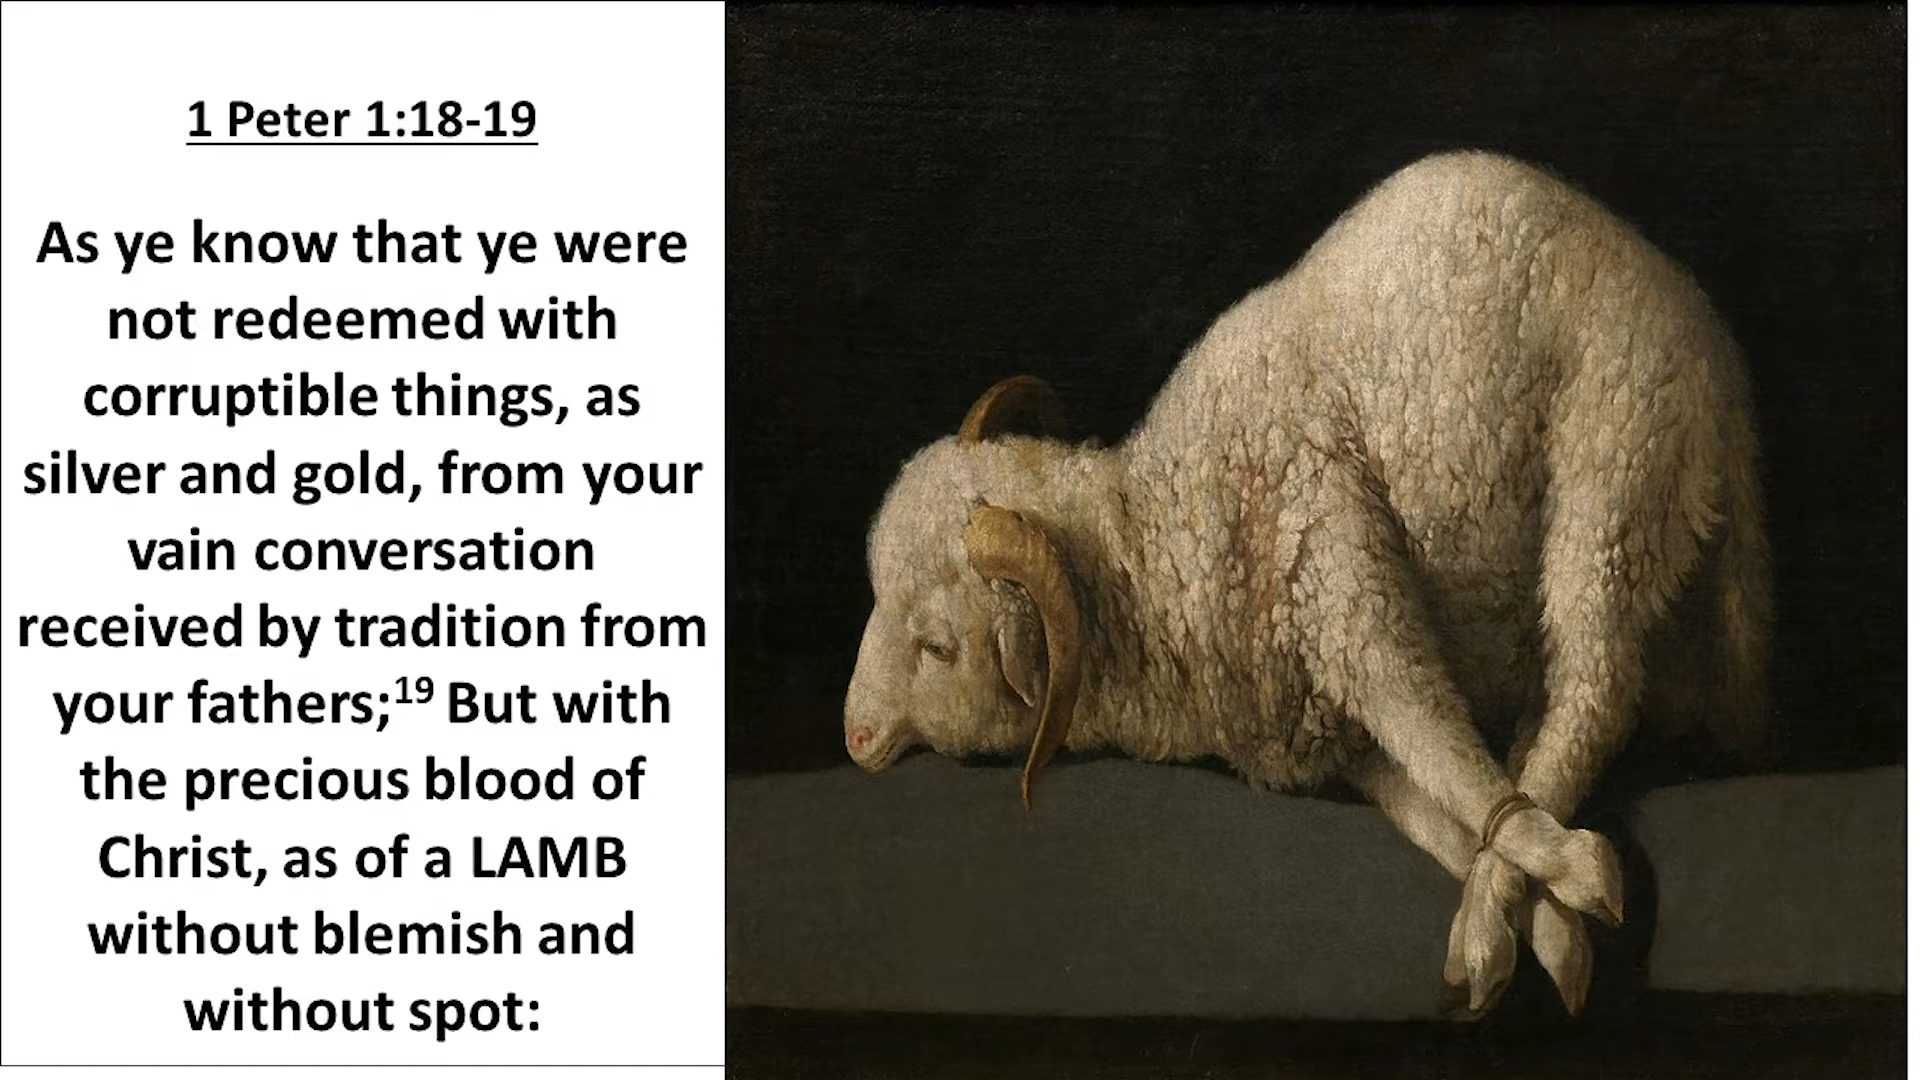 1 Peter 1:18-19
As ye know that ye were
not redeemed with
corruptible things, as
silver and gold, from your
vain conversation
received by tradition from
your fathers;19 But with
the precious blood of
Christ, as of a LAMB
without blemish and
without spot: